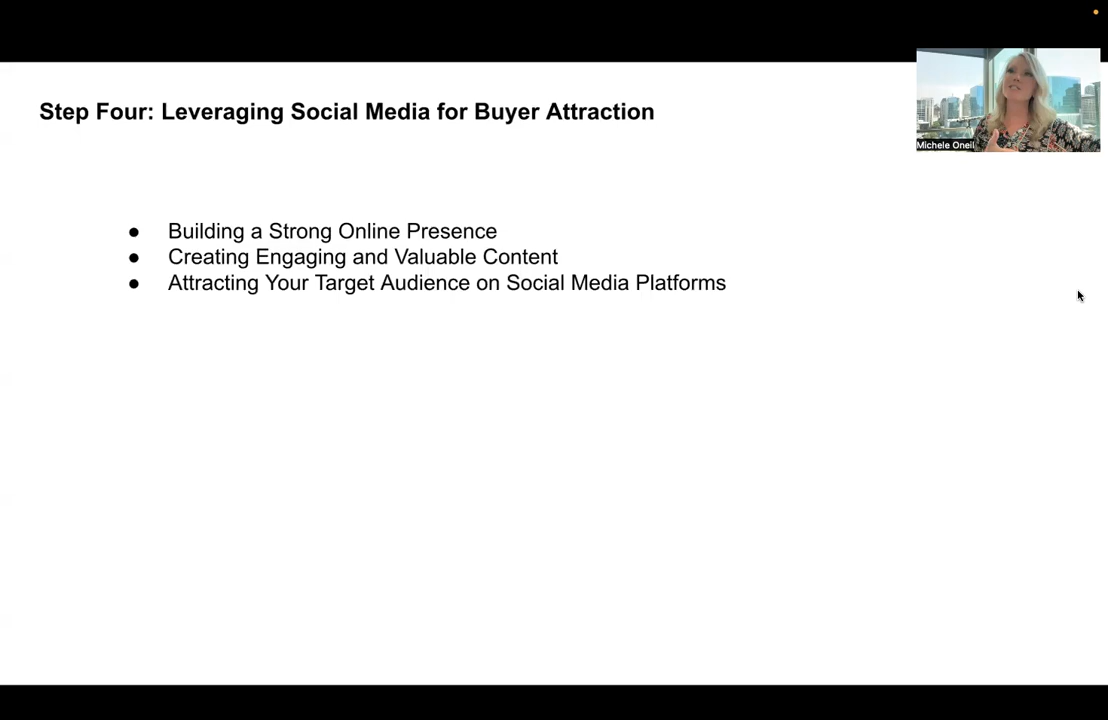 Step Four: Leveraging Social Media for Buyer Attraction
Michele Oneil
● Building a Strong Online Presence
● Creating Engaging and Valuable Content
● Attracting Your Target Audience on Social Media Platforms